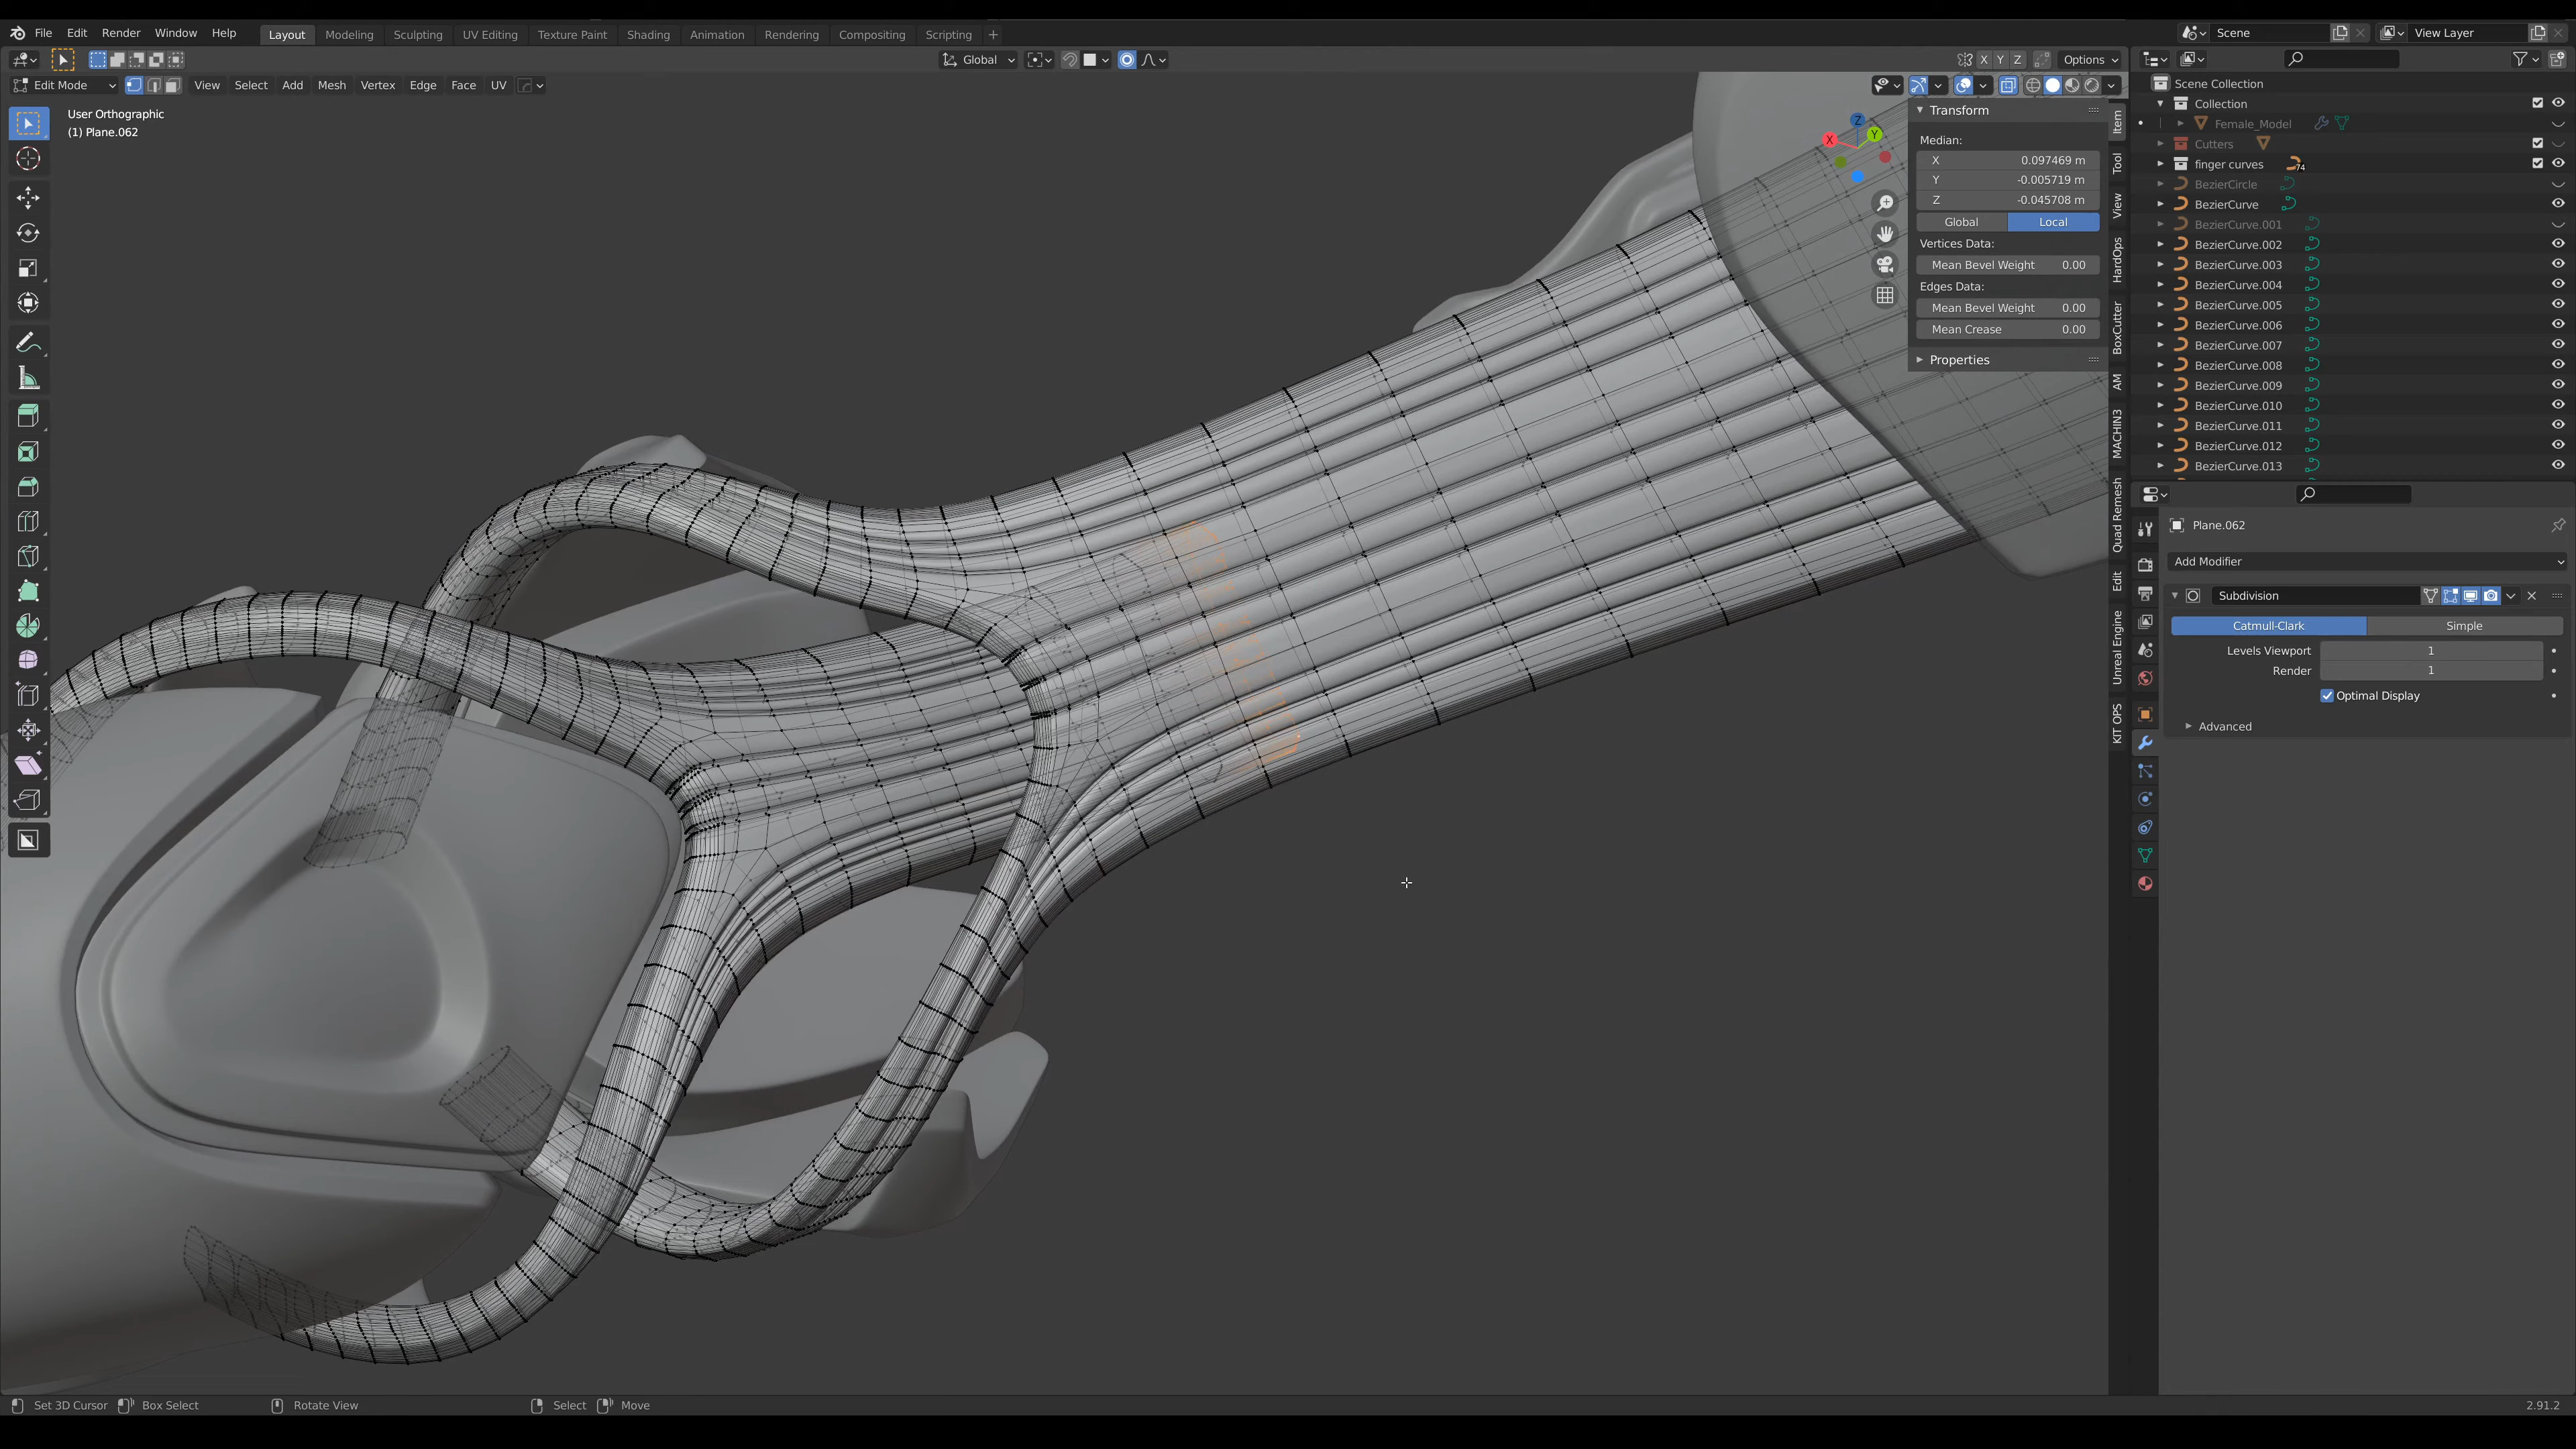 File Edit Render Window Help Layout Modeling Sculpting UV Editing Texture Paint Shading Animation Rendering Compositing Scripting + Scene View Layer
Global Options X Y Z
Edit Mode View Select Add Mesh Vertex Edge Face UV
User Orthographic
(1) Plane.062
Z
Y
X
Transform
Median:
X 0.097469 m
Y -0.005719 m
Z -0.045708 m
Global Local
Vertices Data:
Mean Bevel Weight 0.00
Edges Data:
Mean Bevel Weight 0.00
Mean Crease 0.00
Properties
Item
Tool
View
HardOps
BoxCutter
AM
MACHIN3
Quad Remesh
Edit
Unreal Engine
KIT OPS
Scene Collection
Collection
Female_Model
Cutters
finger curves 74
BezierCircle
BezierCurve
BezierCurve.001
BezierCurve.002
BezierCurve.003
BezierCurve.004
BezierCurve.005
BezierCurve.006
BezierCurve.007
BezierCurve.008
BezierCurve.009
BezierCurve.010
BezierCurve.011
BezierCurve.012
BezierCurve.013
Plane.062
Add Modifier
Subdivision
Catmull-Clark Simple
Levels Viewport 1
Render 1
Optimal Display
Advanced
Set 3D Cursor Box Select Rotate View Select Move 2.91.2